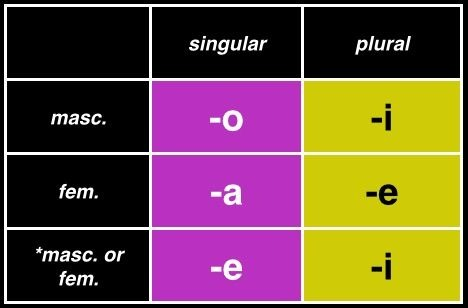 singular plural
masc. -o -i
fem. -a -e
*masc. or
fem. -e -i